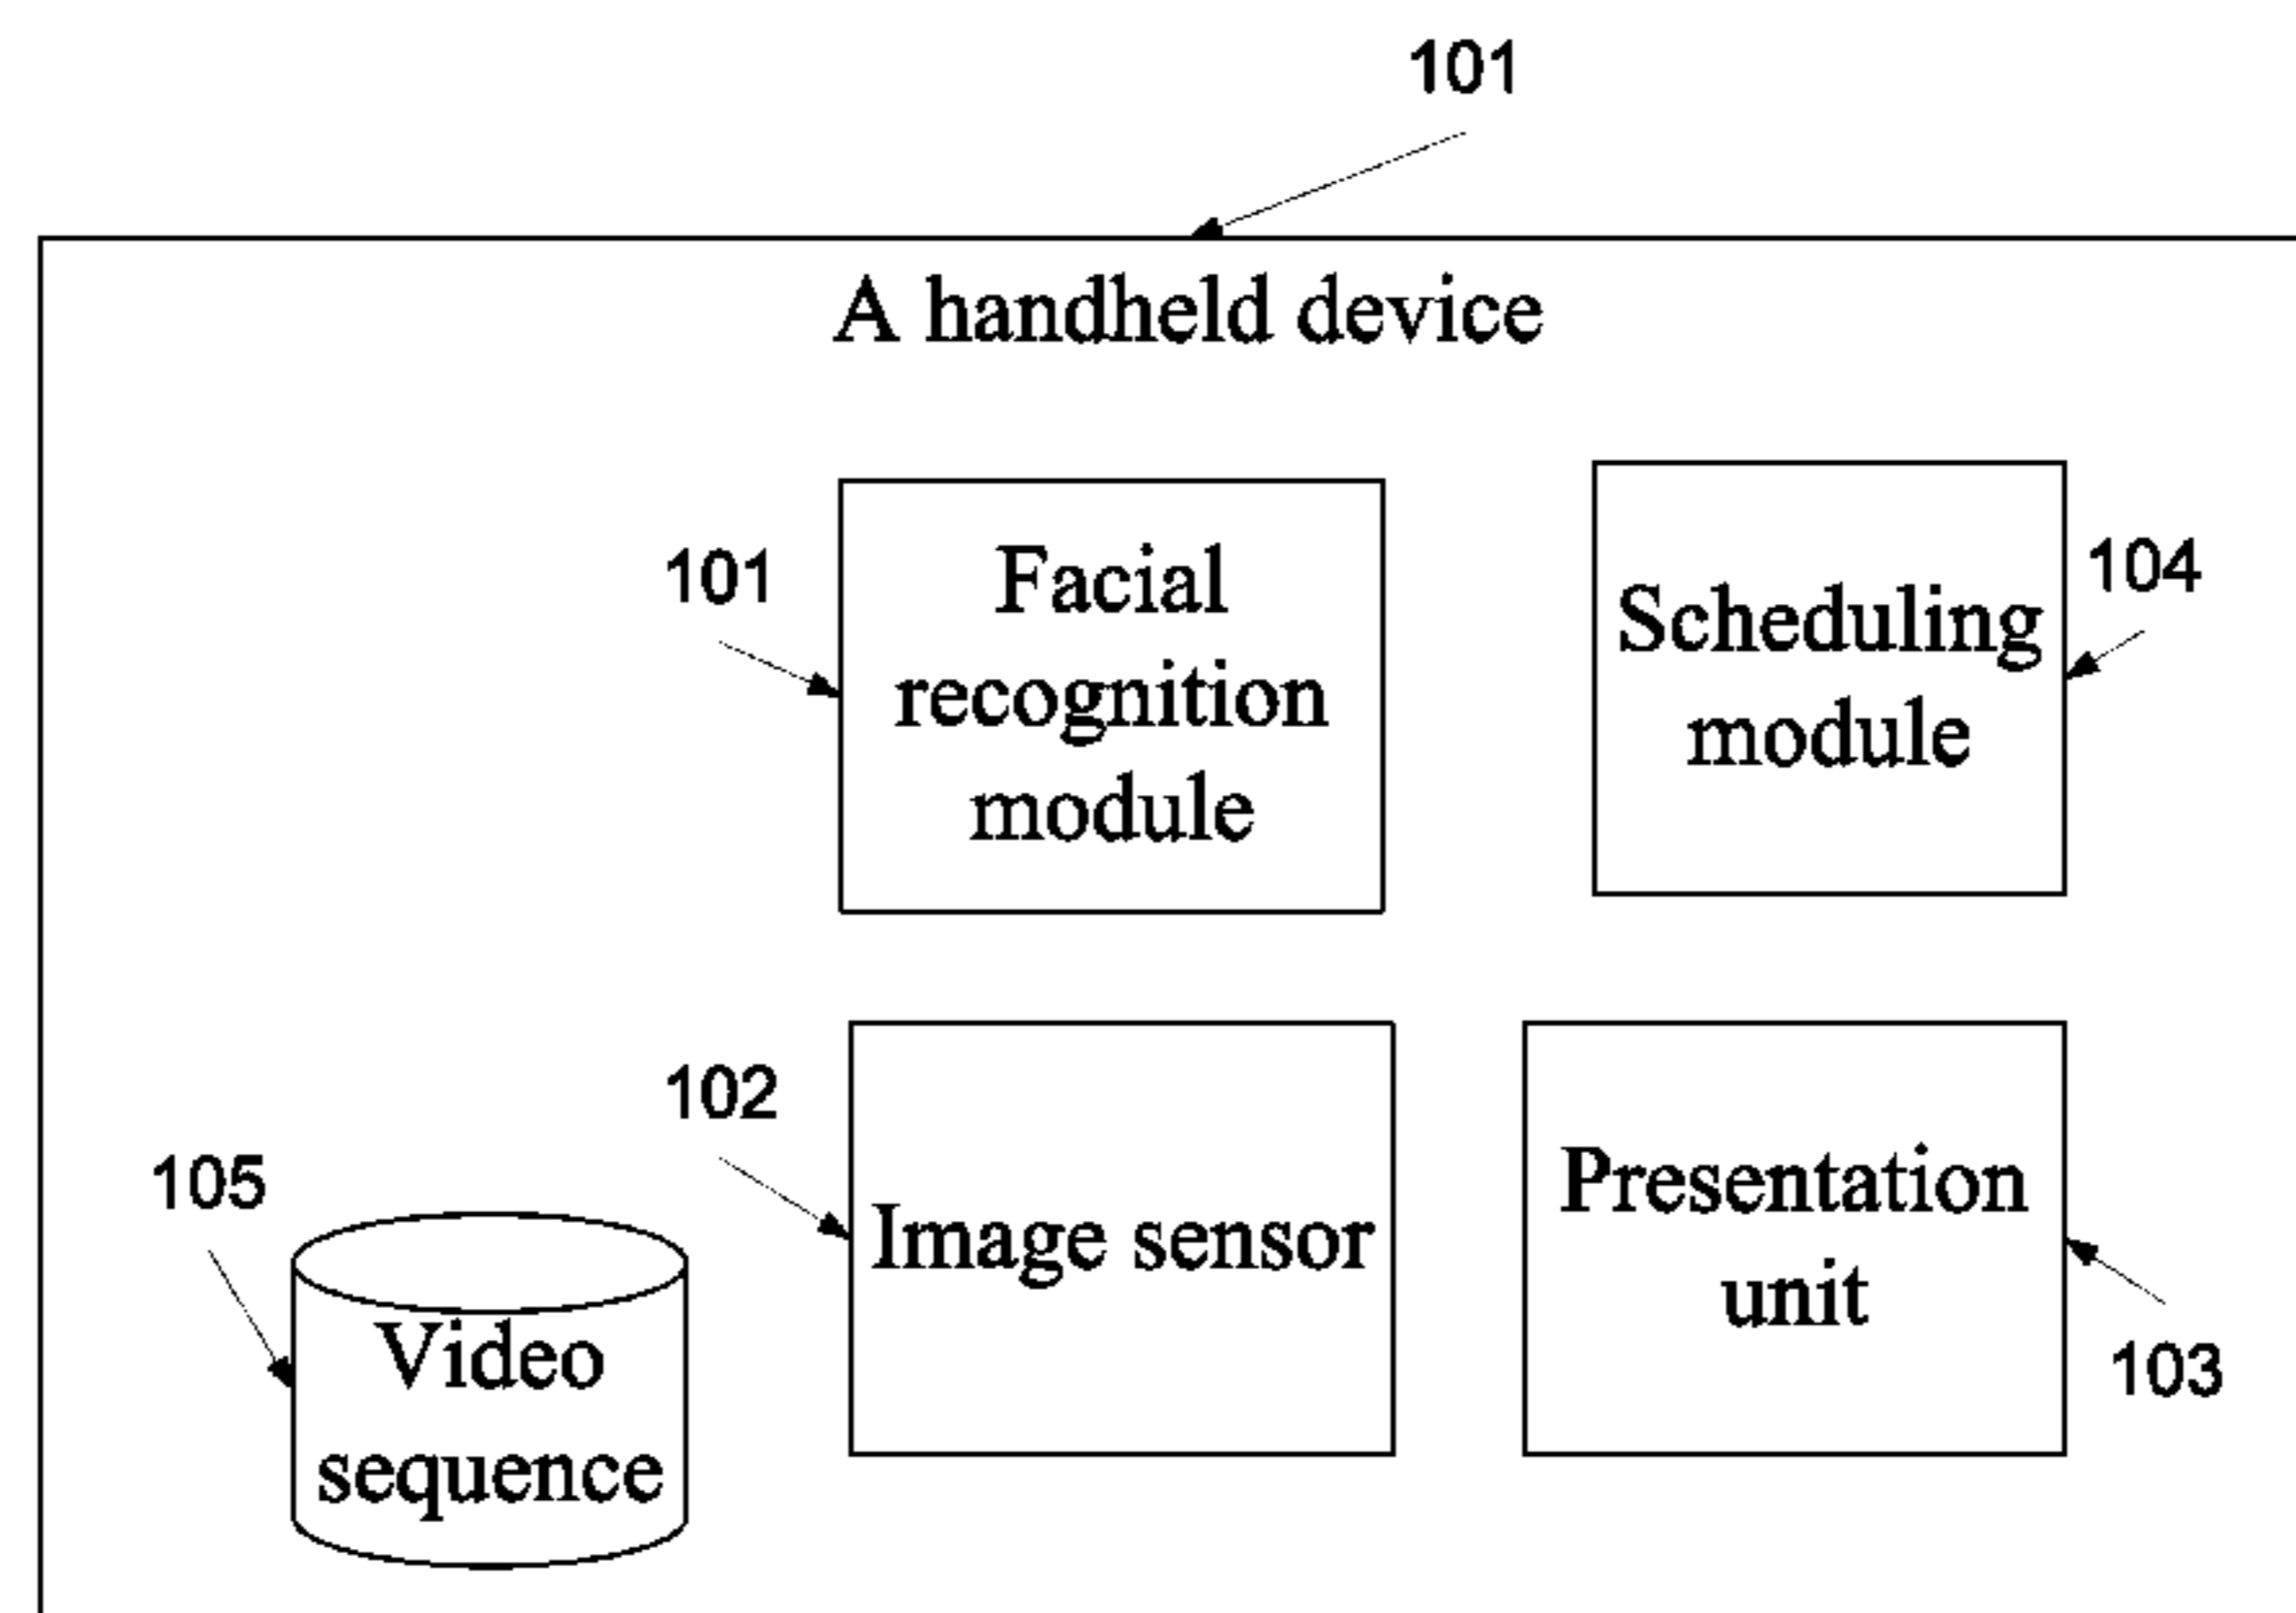 101
A handheld device
101
Facial
recognition
module
104
Scheduling
module
105
Video
sequence
102
Image sensor
Presentation
unit
103